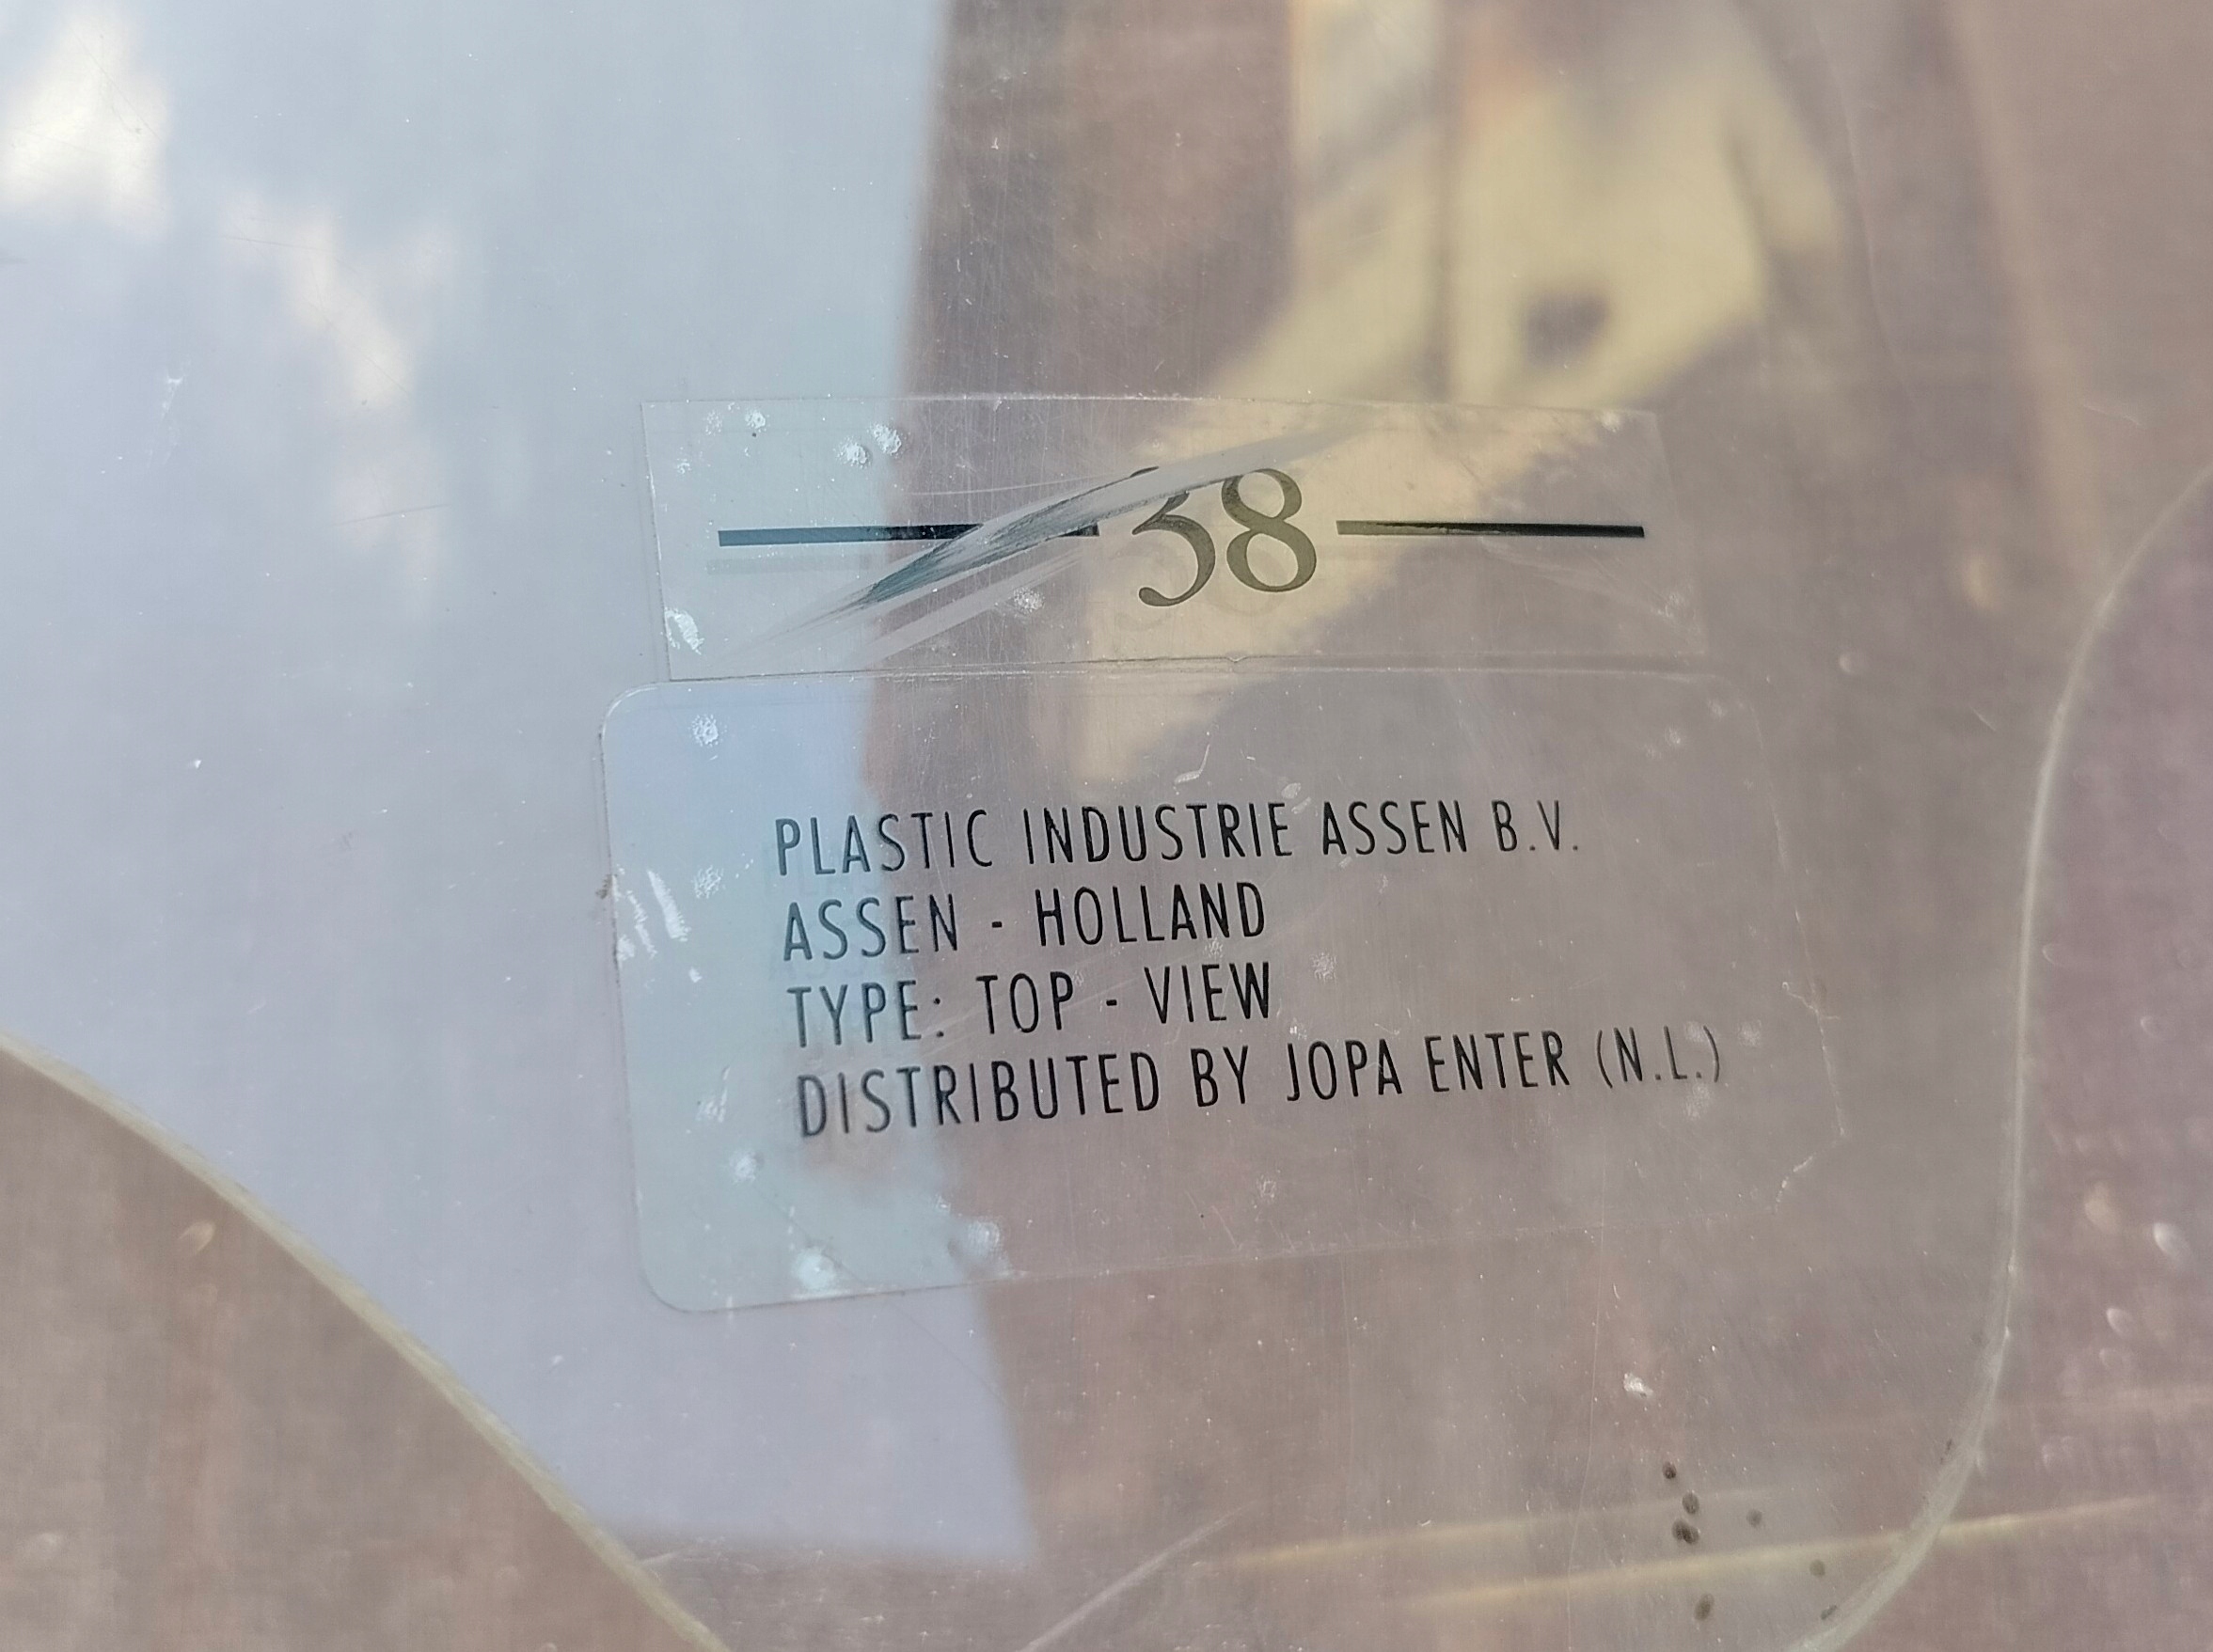 38
PLASTIC INDUSTRIE ASSEN B.V.
ASSEN - HOLLAND
TYPE: TOP - VIEW
DISTRIBUTED BY JOPA ENTER (N.L.)